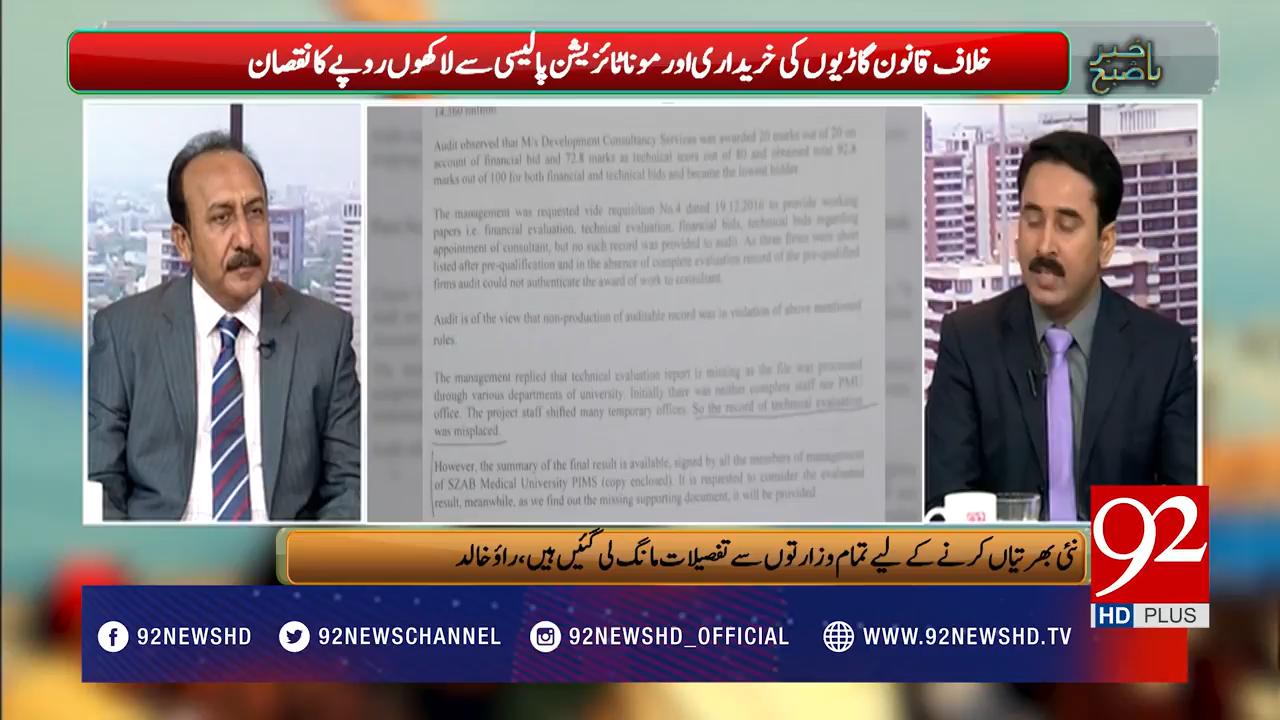 خلاف قانون گاڑیوں کی خریداری اور موناٹائزیشن پالیسی سے لاکھوں روپے کا نقصان
باخبر صبح
14.360 million
Audit observed that M/s Development Consultancy Services was awarded 20 marks out of 20 on
account of financial bid and 72.8 marks as technical score out of 80 and obtained total 92.8
marks out of 100 for both financial and technical bids and became the lowest bidder
The management was requested vide requisition No.4 dated 19.12.2016 to provide working
papers i.e. financial evaluation, technical evaluation, financial bids, technical bids regarding
appointment of consultant, but no such record was provided to audit. As three firms were short
listed after pre-qualification and in the absence of complete evaluation record of the pre-qualified
firms audit could not authenticate the award of work to consultant.
Audit is of the view that non-production of auditable record was in violation of above mentioned
rules.
The management replied that technical evaluation report is missing as the file was processed
through various departments of university. Initially there was neither complete staff nor PMU
office. The project staff shifted many temporary offices. So the record of technical evaluation
was misplaced.
However, the summary of the final result is available, signed by all the members of management
of SZAB Medical University PIMS (copy enclosed). It is requested to consider the evaluated
result, meanwhile, as we find out the missing supporting document, it will be provided
نئی بھرتیاں کرنے کے لیے تمام وزارتوں سے تفصیلات مانگ لی گئیں ہیں، راؤ خالد
92
HD PLUS
92NEWSHD 92NEWSCHANNEL 92NEWSHD_OFFICIAL WWW.92NEWSHD.TV